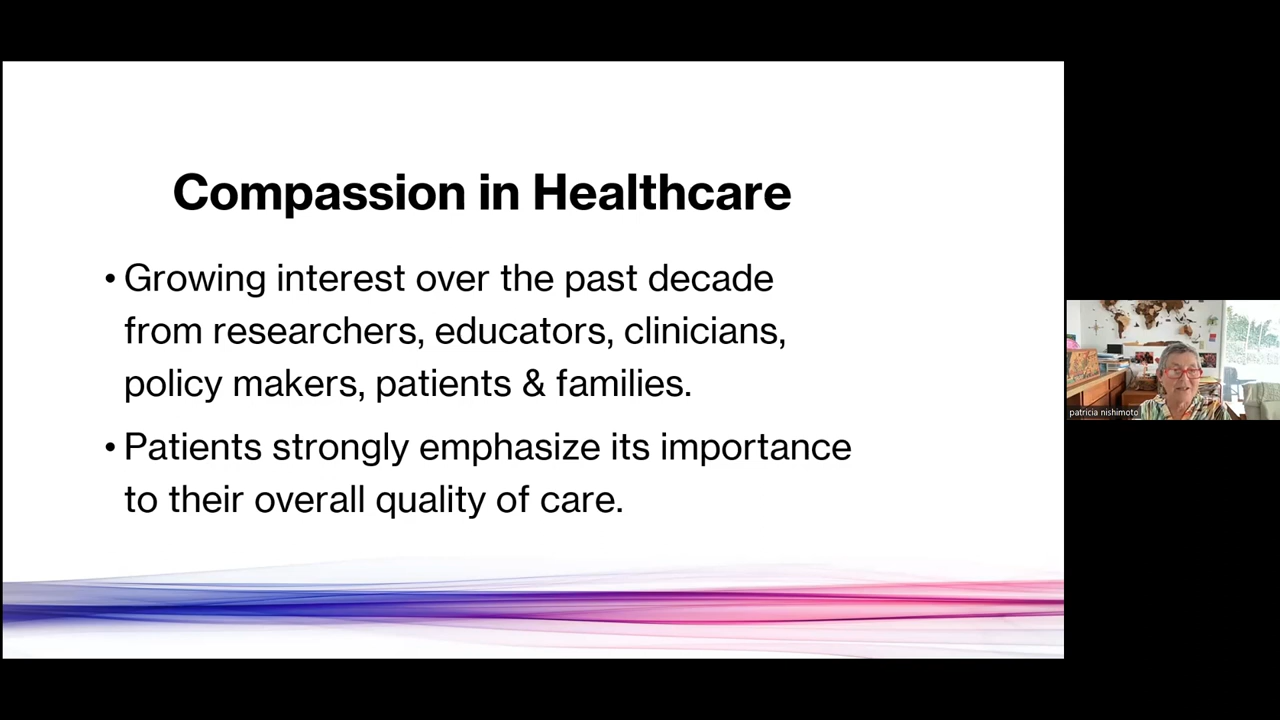 Compassion in Healthcare
• Growing interest over the past decade
from researchers, educators, clinicians,
policy makers, patients & families.
• Patients strongly emphasize its importance
to their overall quality of care.
patricia nishimoto